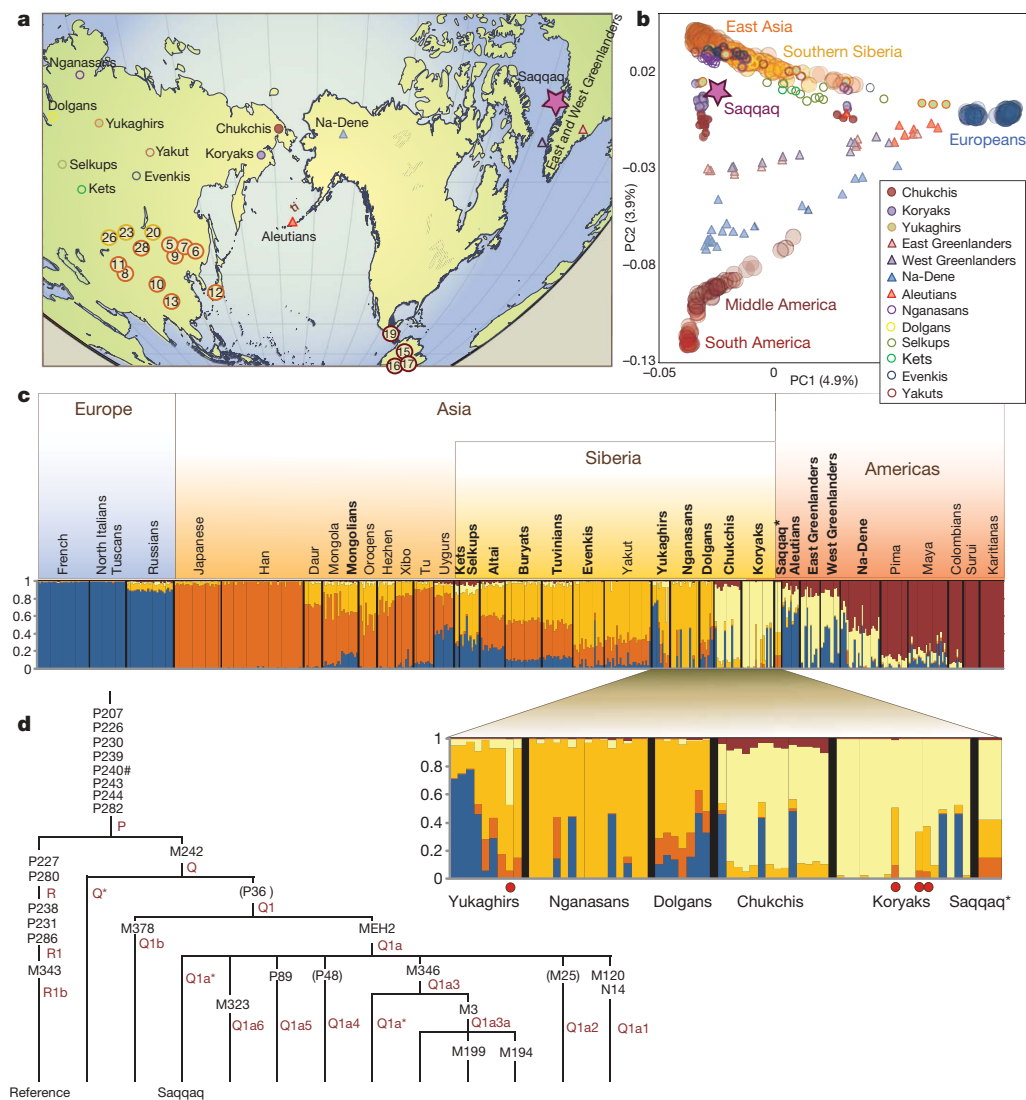 a
Nganasans
Dolgans
Yukaghirs
Chukchis
Na-Dene
Saqqaq
East and West Greenlanders
Yakut
Koryaks
Selkups
Evenkis
Kets
Aleutians
26
23
20
28
5
7
6
9
11
8
10
13
12
19
15
16
17
b
East Asia
Southern Siberia
0.02
Saqqaq
Europeans
−0.03
PC2 (3.9%)
−0.08
Middle America
South America
−0.13
−0.05
0
PC1 (4.9%)
Chukchis
Koryaks
Yukaghirs
East Greenlanders
West Greenlanders
Na-Dene
Aleutians
Nganasans
Dolgans
Selkups
Kets
Evenkis
Yakuts
c
Europe
Asia
Siberia
Americas
French
North Italians
Tuscans
Russians
Japanese
Han
Daur
Mongola
Mongolians
Oroqens
Hezhen
Xibo
Tu
Uygurs
Kets
Selkups
Altai
Buryats
Tuvinians
Evenkis
Yakut
Yukaghirs
Nganasans
Dolgans
Chukchis
Koryaks
Saqqaq*
Aleutians
East Greenlanders
West Greenlanders
Na-Dene
Pima
Maya
Colombians
Surui
Karitianas
1
0.8
0.6
0.4
0.2
0
1
0.8
0.6
0.4
0.2
0
Yukaghirs
Nganasans
Dolgans
Chukchis
Koryaks
Saqqaq*
d
P207
P226
P230
P239
P240#
P243
P244
P282
P
P227
P280
R
P238
P231
P286
R1
M343
R1b
M242
Q
Q*
(P36 )
Q1
M378
Q1b
MEH2
Q1a
Q1a*
M323
Q1a6
P89
Q1a5
(P48)
Q1a4
M346
Q1a3
Q1a*
M3
Q1a3a
M199
M194
(M25)
Q1a2
M120
N14
Q1a1
Reference
Saqqaq